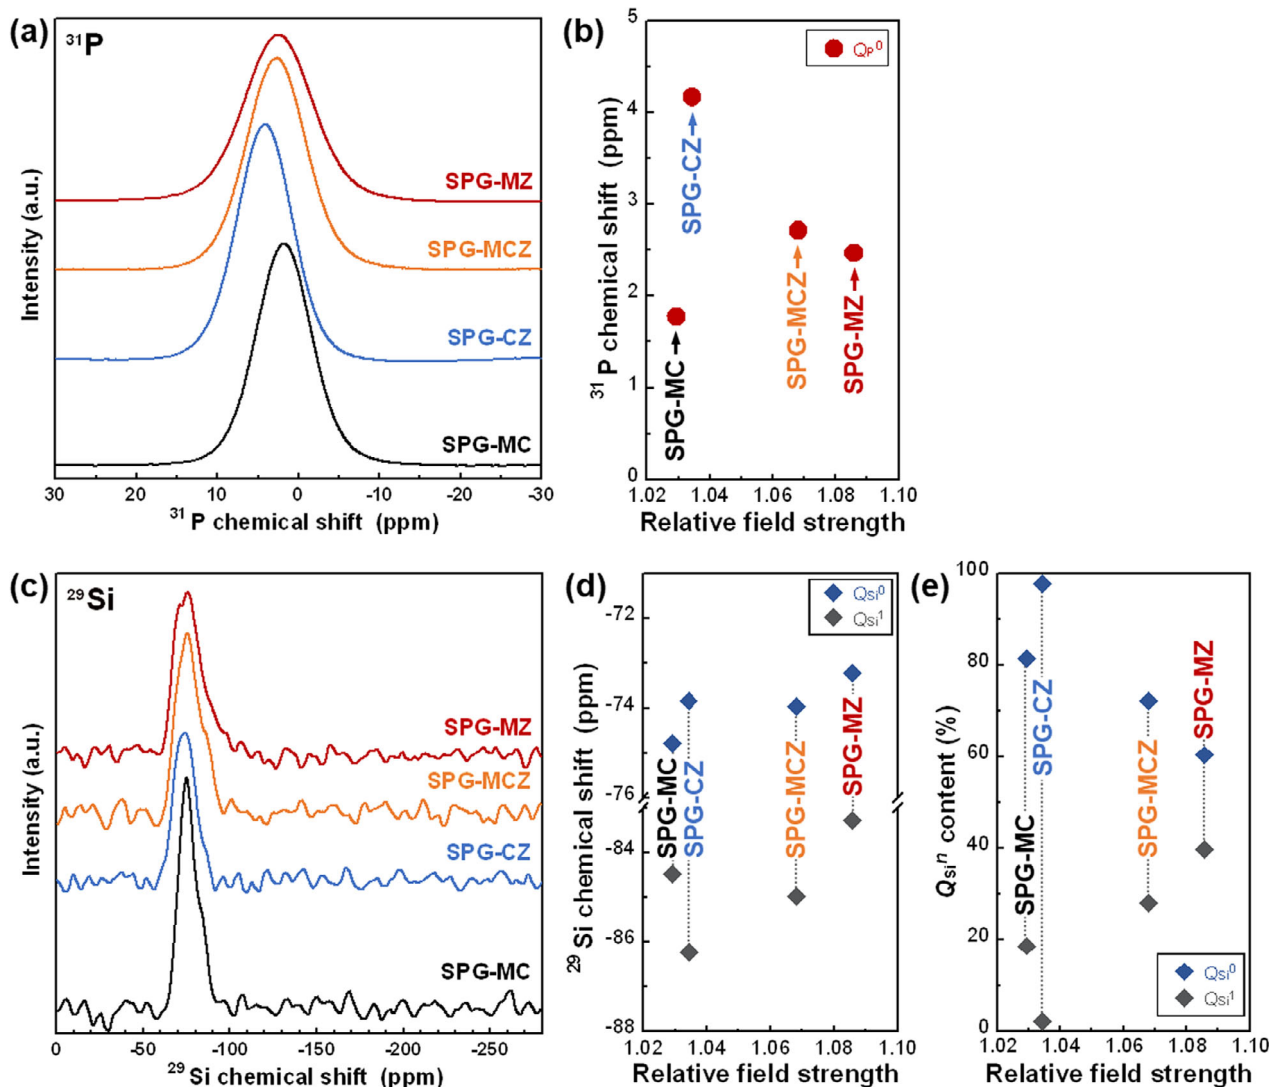 (a)
³¹P
Intensity (a.u.)
SPG-MZ
SPG-MCZ
SPG-CZ
SPG-MC
30 20 10 0 -10 -20 -30
³¹P chemical shift (ppm)
(b)
Qₚ⁰
³¹P chemical shift (ppm)
5
4
3
2
1
0
SPG-MC
SPG-CZ
SPG-MCZ
SPG-MZ
1.02 1.04 1.06 1.08 1.10
Relative field strength
(c)
²⁹Si
Intensity (a.u.)
SPG-MZ
SPG-MCZ
SPG-CZ
SPG-MC
0 -50 -100 -150 -200 -250
²⁹Si chemical shift (ppm)
(d)
Qsi⁰
Qsi¹
²⁹Si chemical shift (ppm)
-72
-74
-76
-84
-86
-88
SPG-MC
SPG-CZ
SPG-MCZ
SPG-MZ
1.02 1.04 1.06 1.08 1.10
Relative field strength
(e)
Qsiⁿ content (%)
100
80
60
40
20
0
SPG-MC
SPG-CZ
SPG-MCZ
SPG-MZ
Qsi⁰
Qsi¹
1.02 1.04 1.06 1.08 1.10
Relative field strength